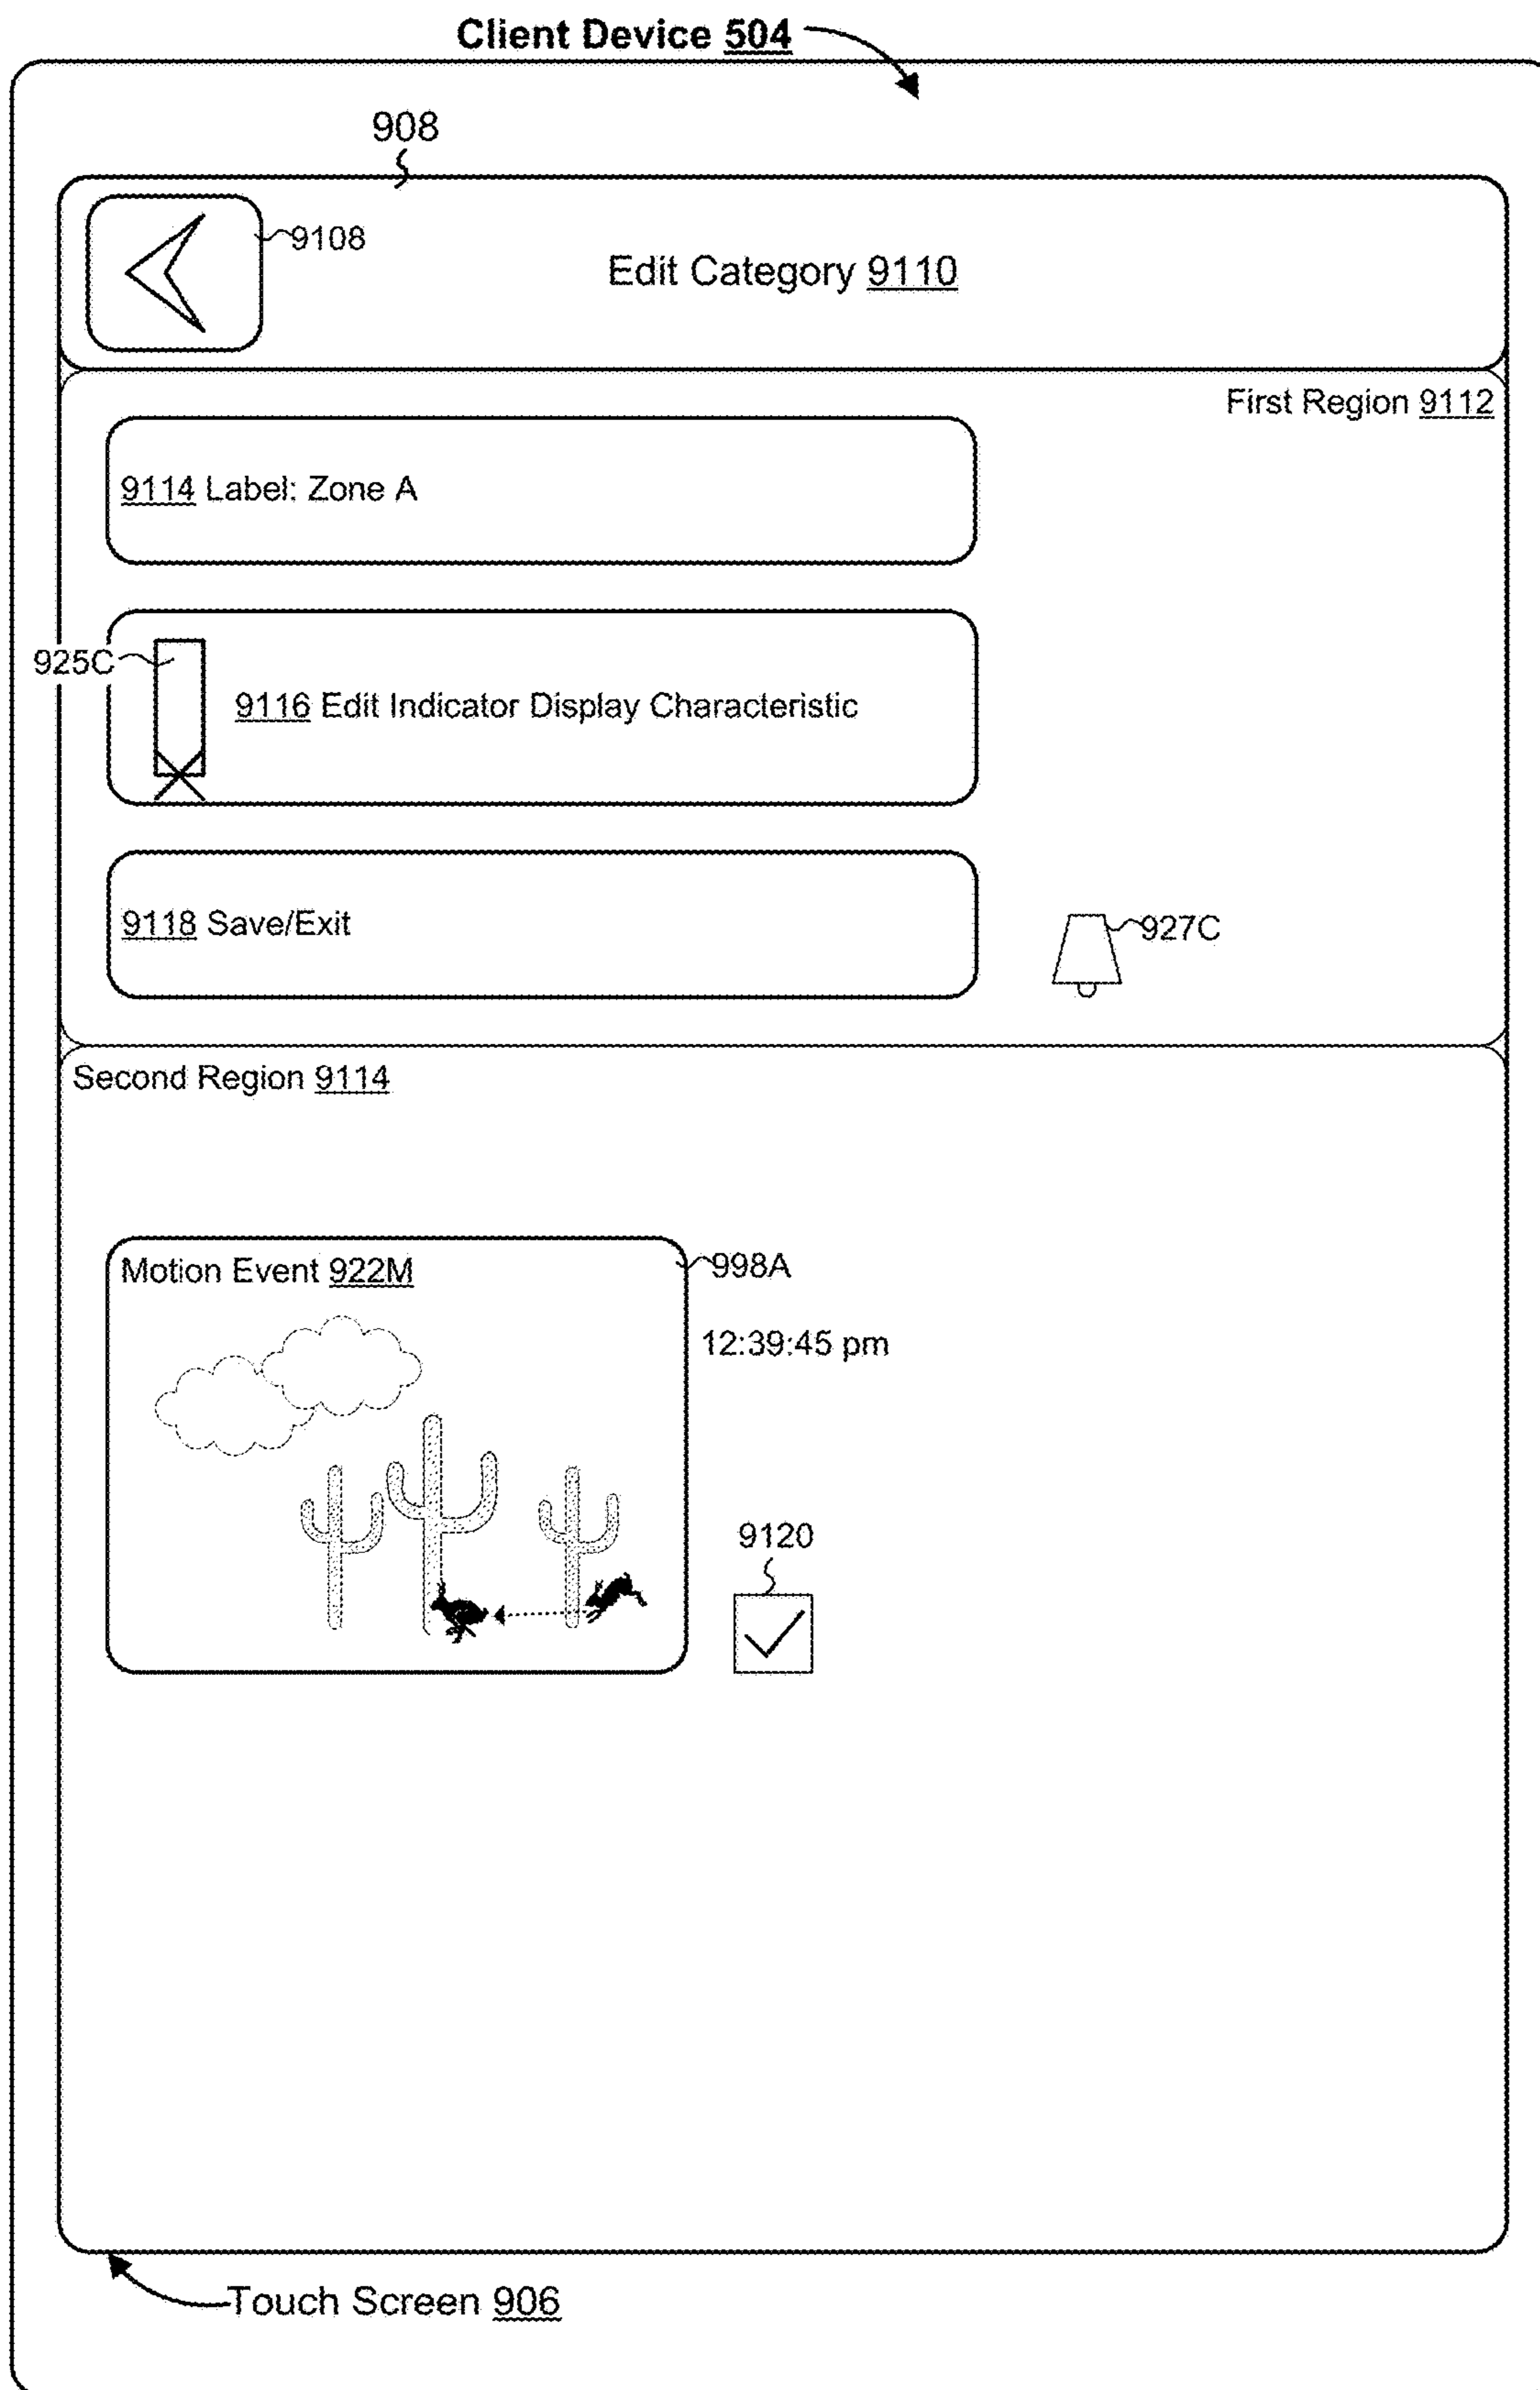 Client Device 504
908
9108
Edit Category 9110
First Region 9112
9114 Label: Zone A
925C
9116 Edit Indicator Display Characteristic
9118 Save/Exit
927C
Second Region 9114
Motion Event 922M
998A
12:39:45 pm
9120
Touch Screen 906